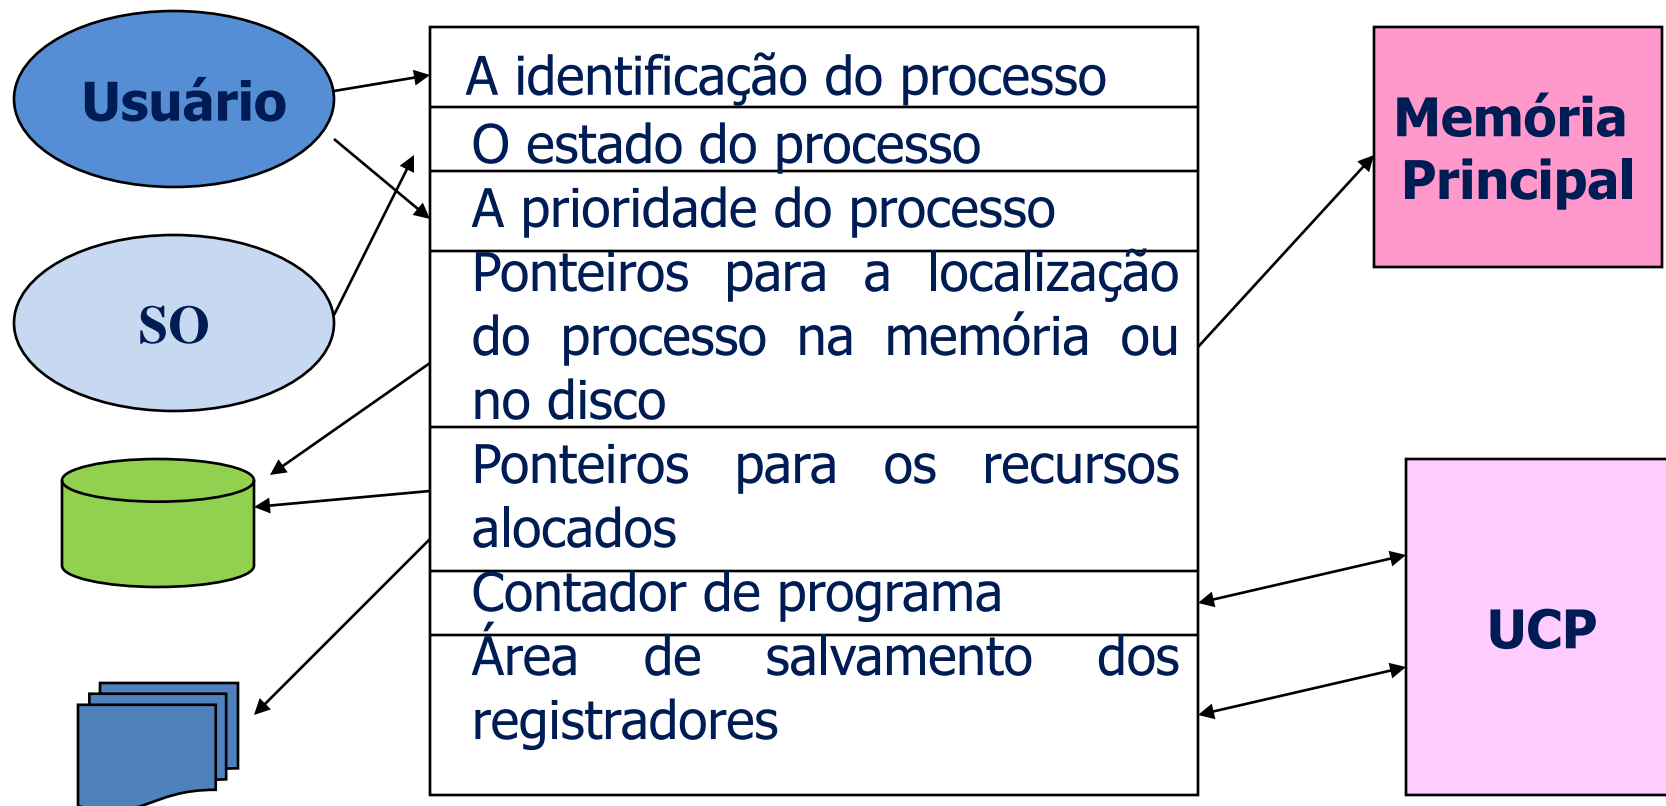 Usuário
SO
A identificação do processo
O estado do processo
A prioridade do processo
Ponteiros para a localização
do processo na memória ou
no disco
Ponteiros para os recursos
alocados
Contador de programa
Área de salvamento dos
registradores
Memória
Principal
UCP